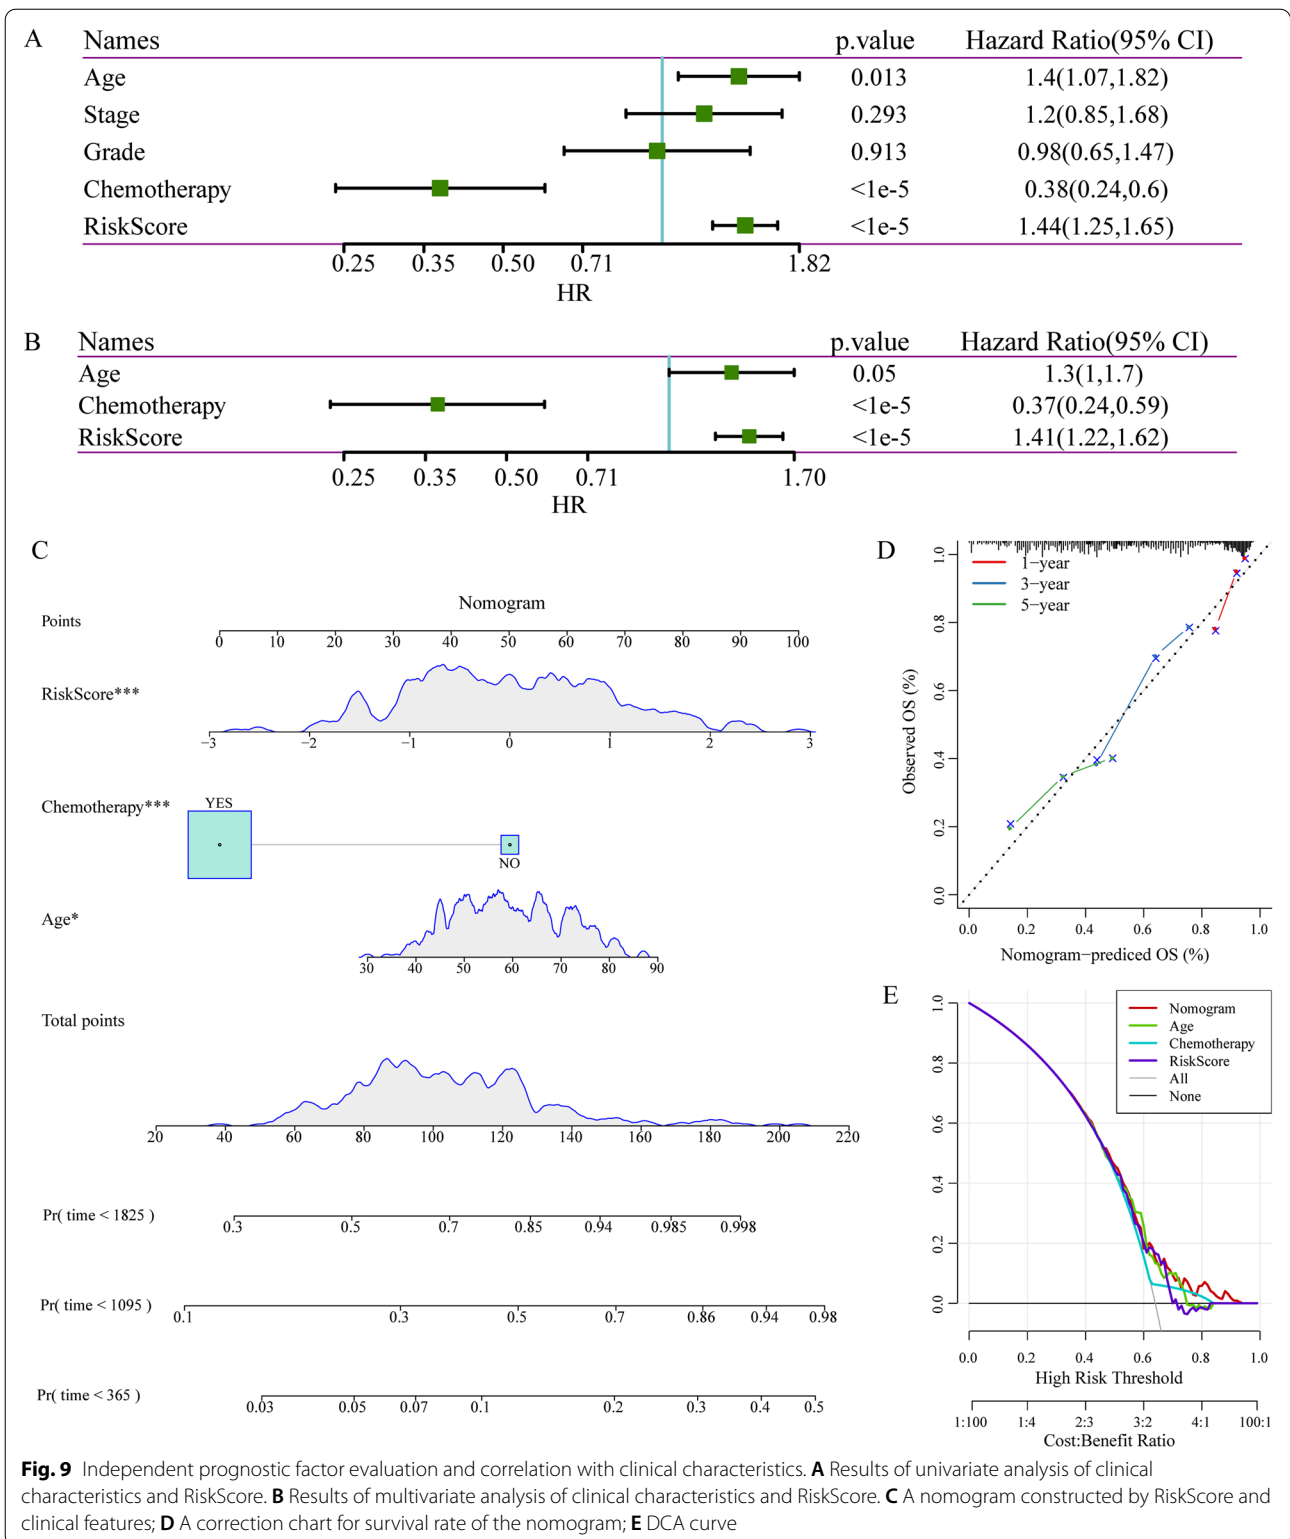 A Names p.value Hazard Ratio(95% CI)
Age 0.013 1.4(1.07,1.82)
Stage 0.293 1.2(0.85,1.68)
Grade 0.913 0.98(0.65,1.47)
Chemotherapy <1e-5 0.38(0.24,0.6)
RiskScore <1e-5 1.44(1.25,1.65)
0.25 0.35 0.50 0.71 1.82
HR
B Names p.value Hazard Ratio(95% CI)
Age 0.05 1.3(1,1.7)
Chemotherapy <1e-5 0.37(0.24,0.59)
RiskScore <1e-5 1.41(1.22,1.62)
0.25 0.35 0.50 0.71 1.70
HR
C
Nomogram
Points
0 10 20 30 40 50 60 70 80 90 100
RiskScore***
−3 −2 −1 0 1 2 3
Chemotherapy***
YES
NO
Age*
30 40 50 60 70 80 90
Total points
20 40 60 80 100 120 140 160 180 200 220
Pr( time < 1825 )
0.3 0.5 0.7 0.85 0.94 0.985 0.998
Pr( time < 1095 )
0.1 0.3 0.5 0.7 0.86 0.94 0.98
Pr( time < 365 )
0.03 0.05 0.07 0.1 0.2 0.3 0.4 0.5
D
1−year
3−year
5−year
Observed OS (%)
0.0 0.2 0.4 0.6 0.8 1.0
0.0 0.2 0.4 0.6 0.8 1.0
Nomogram−prediced OS (%)
E
Nomogram
Age
Chemotherapy
RiskScore
All
None
0.0 0.2 0.4 0.6 0.8 1.0
0.0 0.2 0.4 0.6 0.8 1.0
High Risk Threshold
1:100 1:4 2:3 3:2 4:1 100:1
Cost:Benefit Ratio
Fig. 9 Independent prognostic factor evaluation and correlation with clinical characteristics. A Results of univariate analysis of clinical
characteristics and RiskScore. B Results of multivariate analysis of clinical characteristics and RiskScore. C A nomogram constructed by RiskScore and
clinical features; D A correction chart for survival rate of the nomogram; E DCA curve